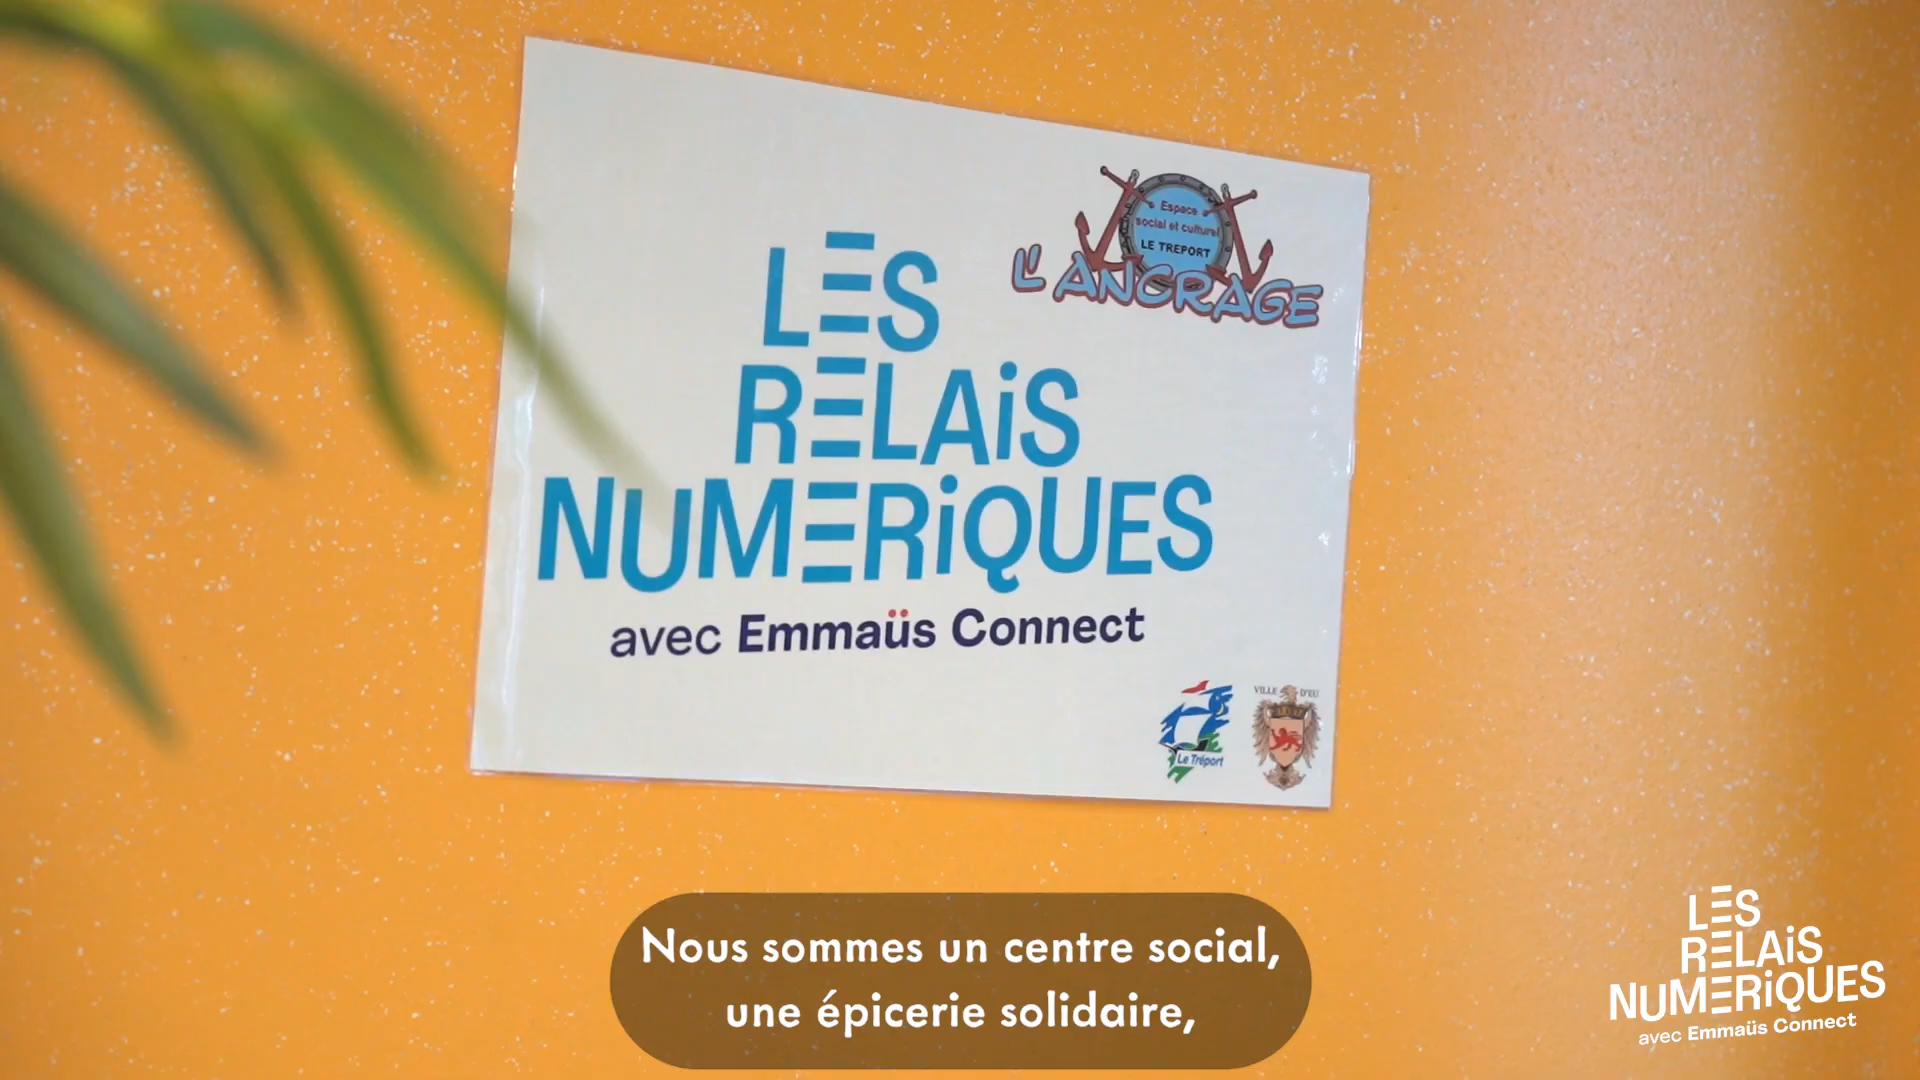 Espace
social et culturel
LE TREPORT
L'ANCRAGE
LES
RELAiS
NUMERiQUES
avec Emmaüs Connect
Le Tréport
VILLE D'EU
Nous sommes un centre social,
une épicerie solidaire,
LES
RELAiS
NUMERiQUES
avec Emmaüs Connect